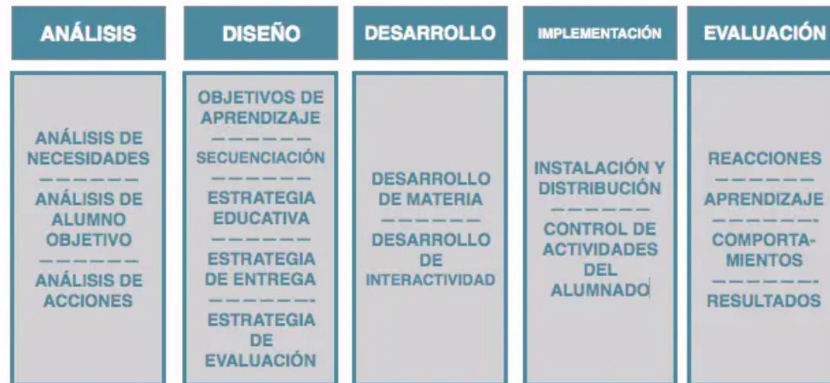 ANÁLISIS
ANÁLISIS DE
NECESIDADES
ANÁLISIS DE
ALUMNO
OBJETIVO
ANÁLISIS DE
ACCIONES
DISEÑO
OBJETIVOS DE
APRENDIZAJE
SECUENCIACIÓN
ESTRATEGIA
EDUCATIVA
ESTRATEGIA
DE ENTREGA
ESTRATEGIA
DE
EVALUACIÓN
DESARROLLO
DESARROLLO
DE MATERIA
DESARROLLO
DE
INTERACTIVIDAD
IMPLEMENTACIÓN
INSTALACIÓN Y
DISTRIBUCIÓN
CONTROL DE
ACTIVIDADES
DEL
ALUMNADO
EVALUACIÓN
REACCIONES
APRENDIZAJE
COMPORTA-
MIENTOS
RESULTADOS